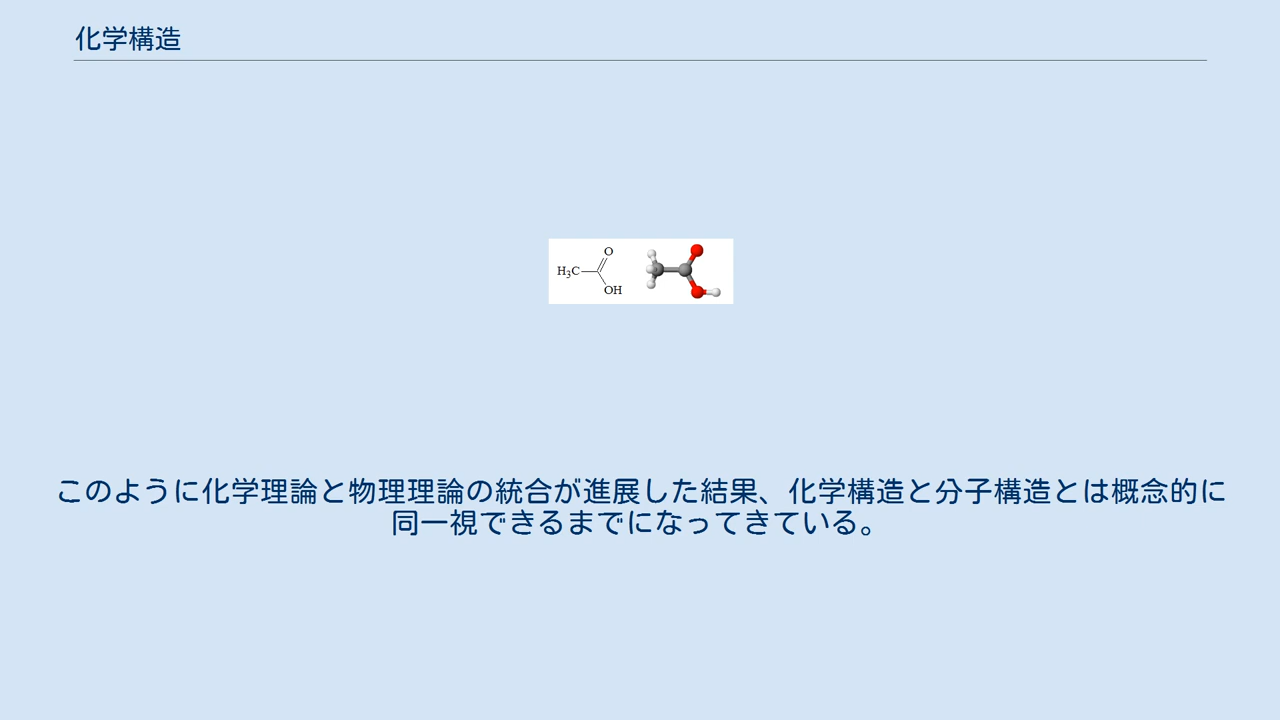 化学構造
O
H₃C
OH
このように化学理論と物理理論の統合が進展した結果、化学構造と分子構造とは概念的に
同一視できるまでになってきている。